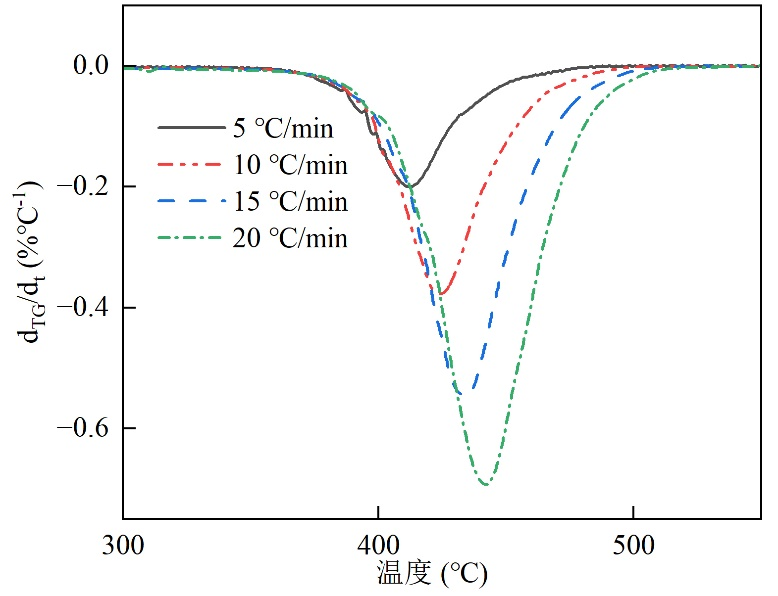 0.0
−0.2
−0.4
−0.6
dTG/dt (%℃-1)
5 ℃/min
10 ℃/min
15 ℃/min
20 ℃/min
300
400
500
温度 (℃)